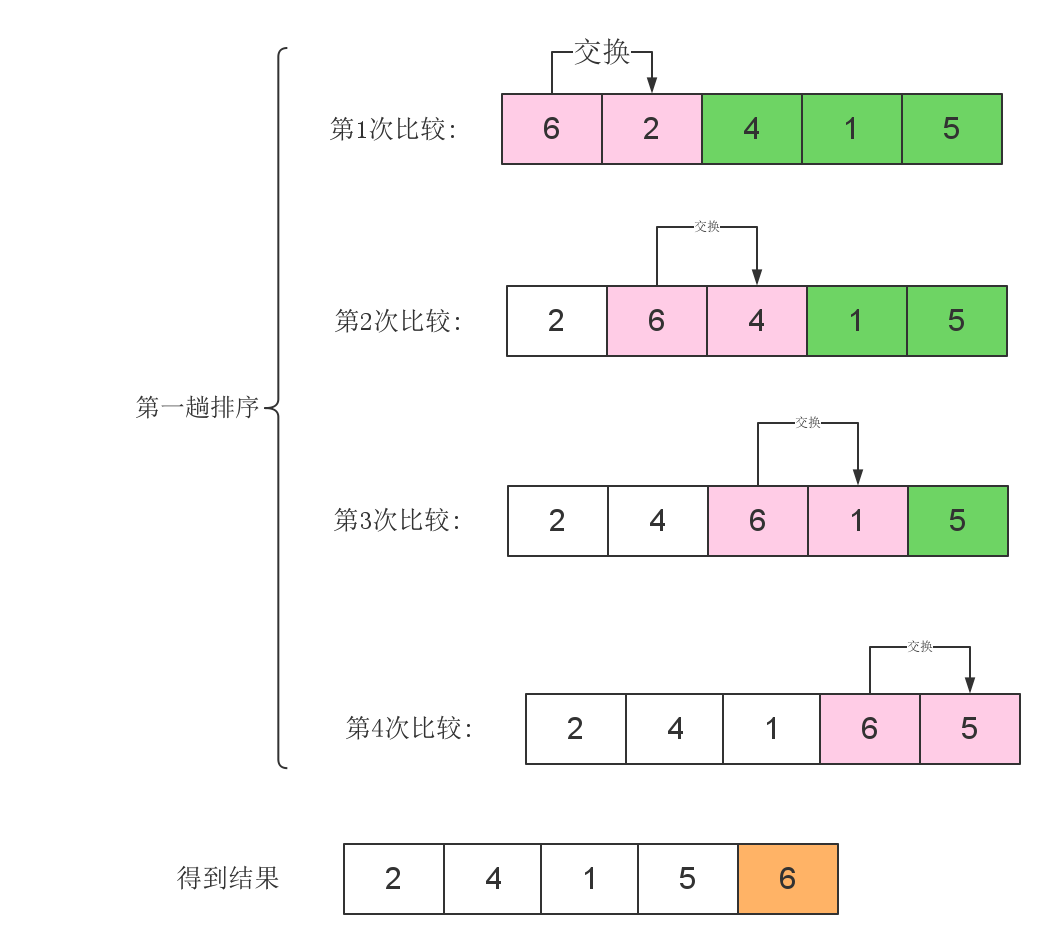 交换
第1次比较:
6 2 4 1 5
交换
第2次比较:
2 6 4 1 5
第一趟排序
交换
第3次比较:
2 4 6 1 5
交换
第4次比较:
2 4 1 6 5
得到结果
2 4 1 5 6